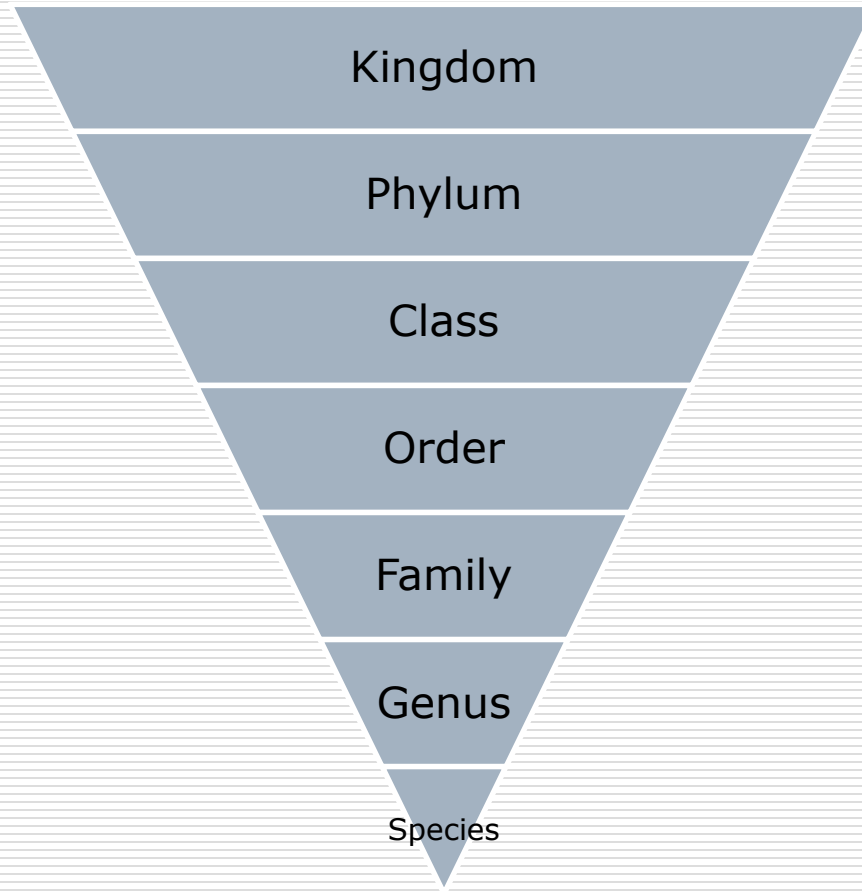 Kingdom
Phylum
Class
Order
Family
Genus
Species